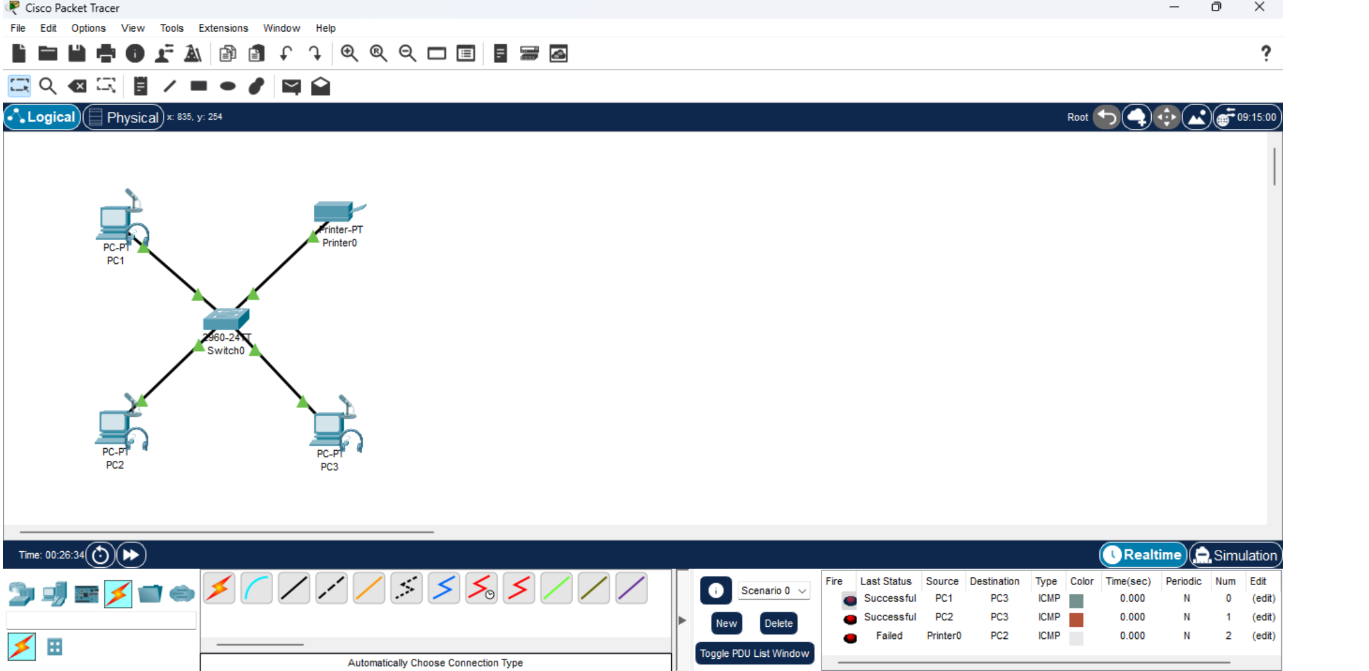 Cisco Packet Tracer
File Edit Options View Tools Extensions Window Help
?
Logical Physical x: 835, y: 254 Root 09:15:00
PC-PT
PC1
Printer-PT
Printer0
2960-24TT
Switch0
PC-PT
PC2
PC-PT
PC3
Time: 00:26:34 Realtime Simulation
Scenario 0
New Delete
Toggle PDU List Window
Fire Last Status Source Destination Type Color Time(sec) Periodic Num Edit
Successful PC1 PC3 ICMP 0.000 N 0 (edit)
Successful PC2 PC3 ICMP 0.000 N 1 (edit)
Failed Printer0 PC2 ICMP 0.000 N 2 (edit)
Automatically Choose Connection Type